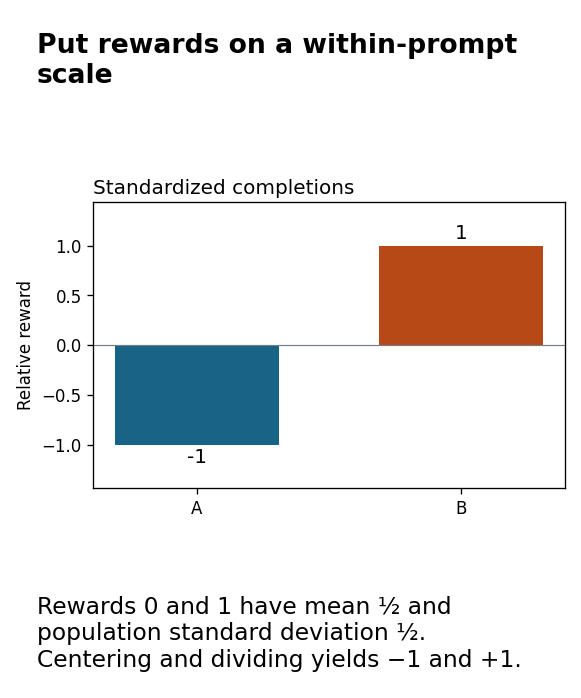 Put rewards on a within-prompt
scale
Standardized completions
1
1.0
0.5
0.0
−0.5
−1.0
Relative reward
-1
A
B
Rewards 0 and 1 have mean ½ and
population standard deviation ½.
Centering and dividing yields −1 and +1.